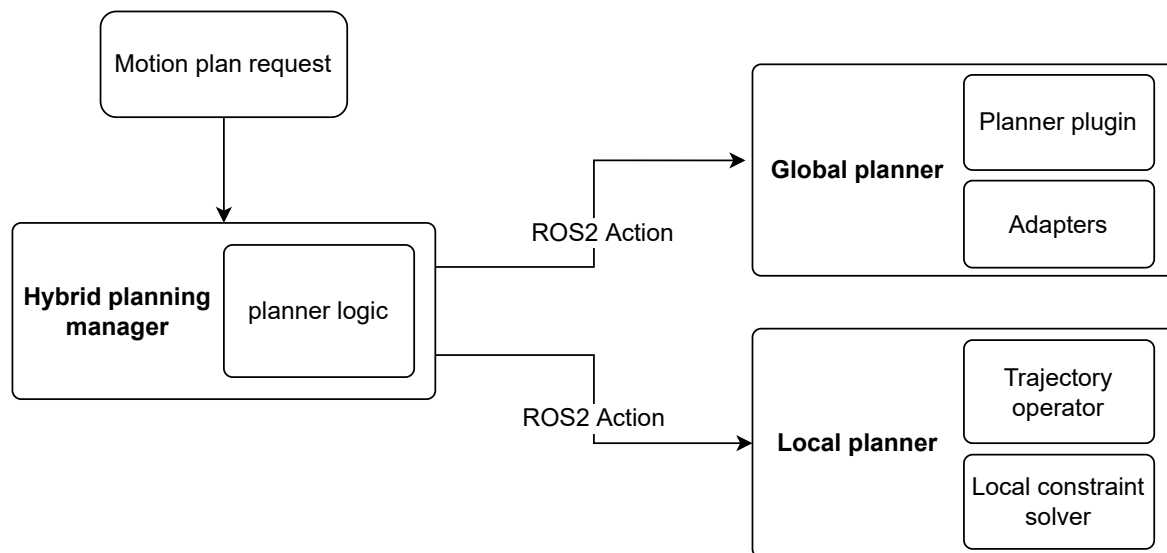 Motion plan request
Hybrid planning
manager
planner logic
ROS2 Action
ROS2 Action
Global planner
Planner plugin
Adapters
Local planner
Trajectory
operator
Local constraint
solver